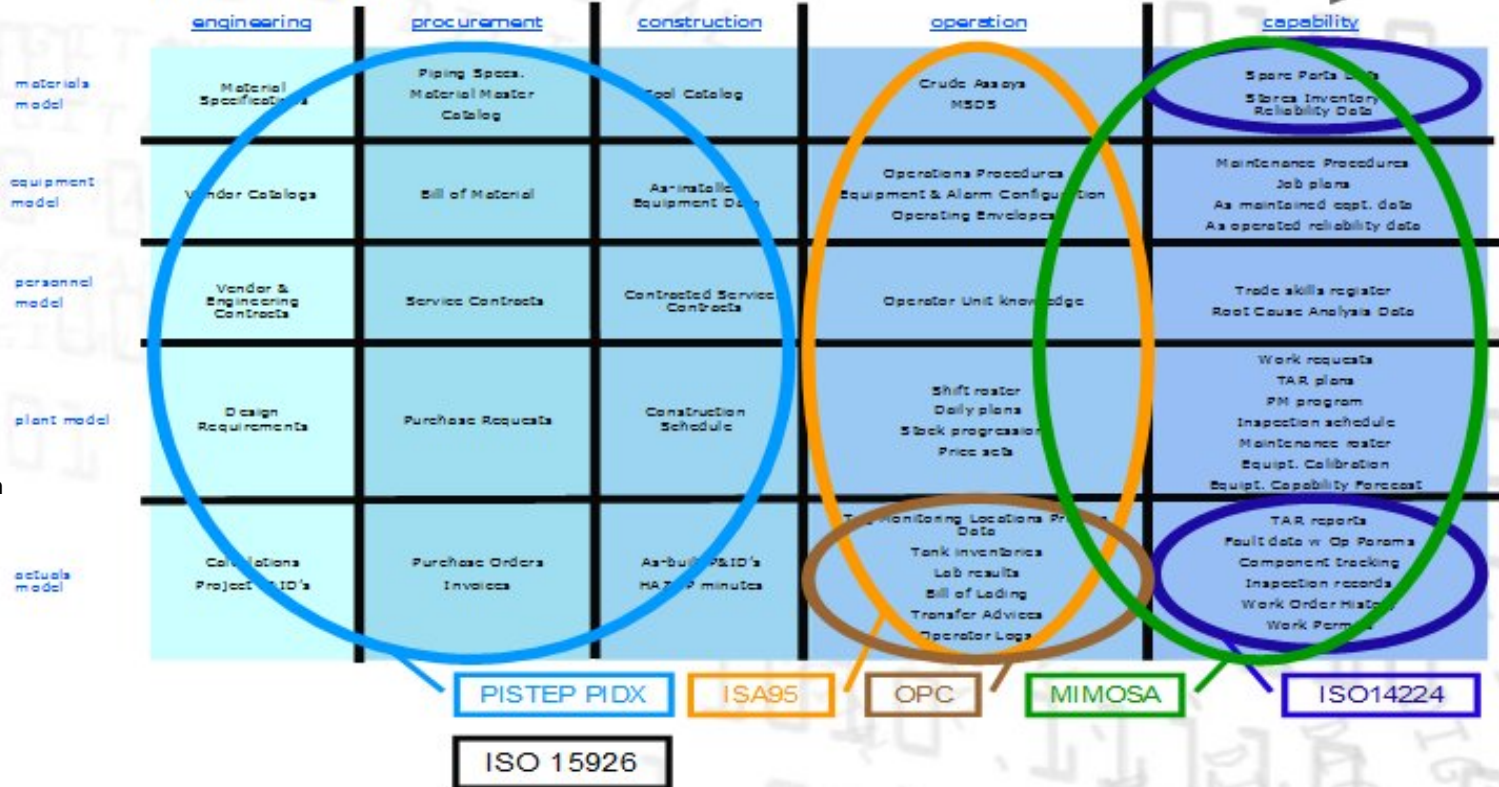 engineering procurement construction operation capability
materials model
Material
Piping Specs.
Material Master
Catalog
Catalog
Crude Assays
MSDS
Spare Parts
Stores Inventory
Reliability Data
equipment model
Catalogs
Bill of Material
As-installed
Equipment
Operations Procedures
Equipment & Alarm Configuration
Operating Envelopes
Maintenance Procedures
Job plans
As maintained eqpt. data
As operated reliability data
personnel model
Vendor &
Engineering
Contracts
Service Contracts
Contracted Service
Contracts
Operator Unit knowledge
Trade skills register
Root Cause Analysis Data
plant model
Design
Requirements
Purchase Requests
Construction
Schedule
Shift roster
Daily plans
Stock progression
Price sets
Work requests
TAR plans
PM program
Inspection schedule
Maintenance roster
Equipt. Calibration
Equipt. Capability Forecast
actuals model
Calculations
Project
Purchase Orders
Invoices
As-built P&ID's
minutes
Monitoring Locations
Data
Tank inventories
Lab results
Bill of Lading
Transfer Advices
Operator Logs
TAR reports
Fault data w Op Params
Component tracking
Inspection records
Work Order History
Work Permits
PISTEP PIDX ISA95 OPC MIMOSA ISO14224
ISO 15926